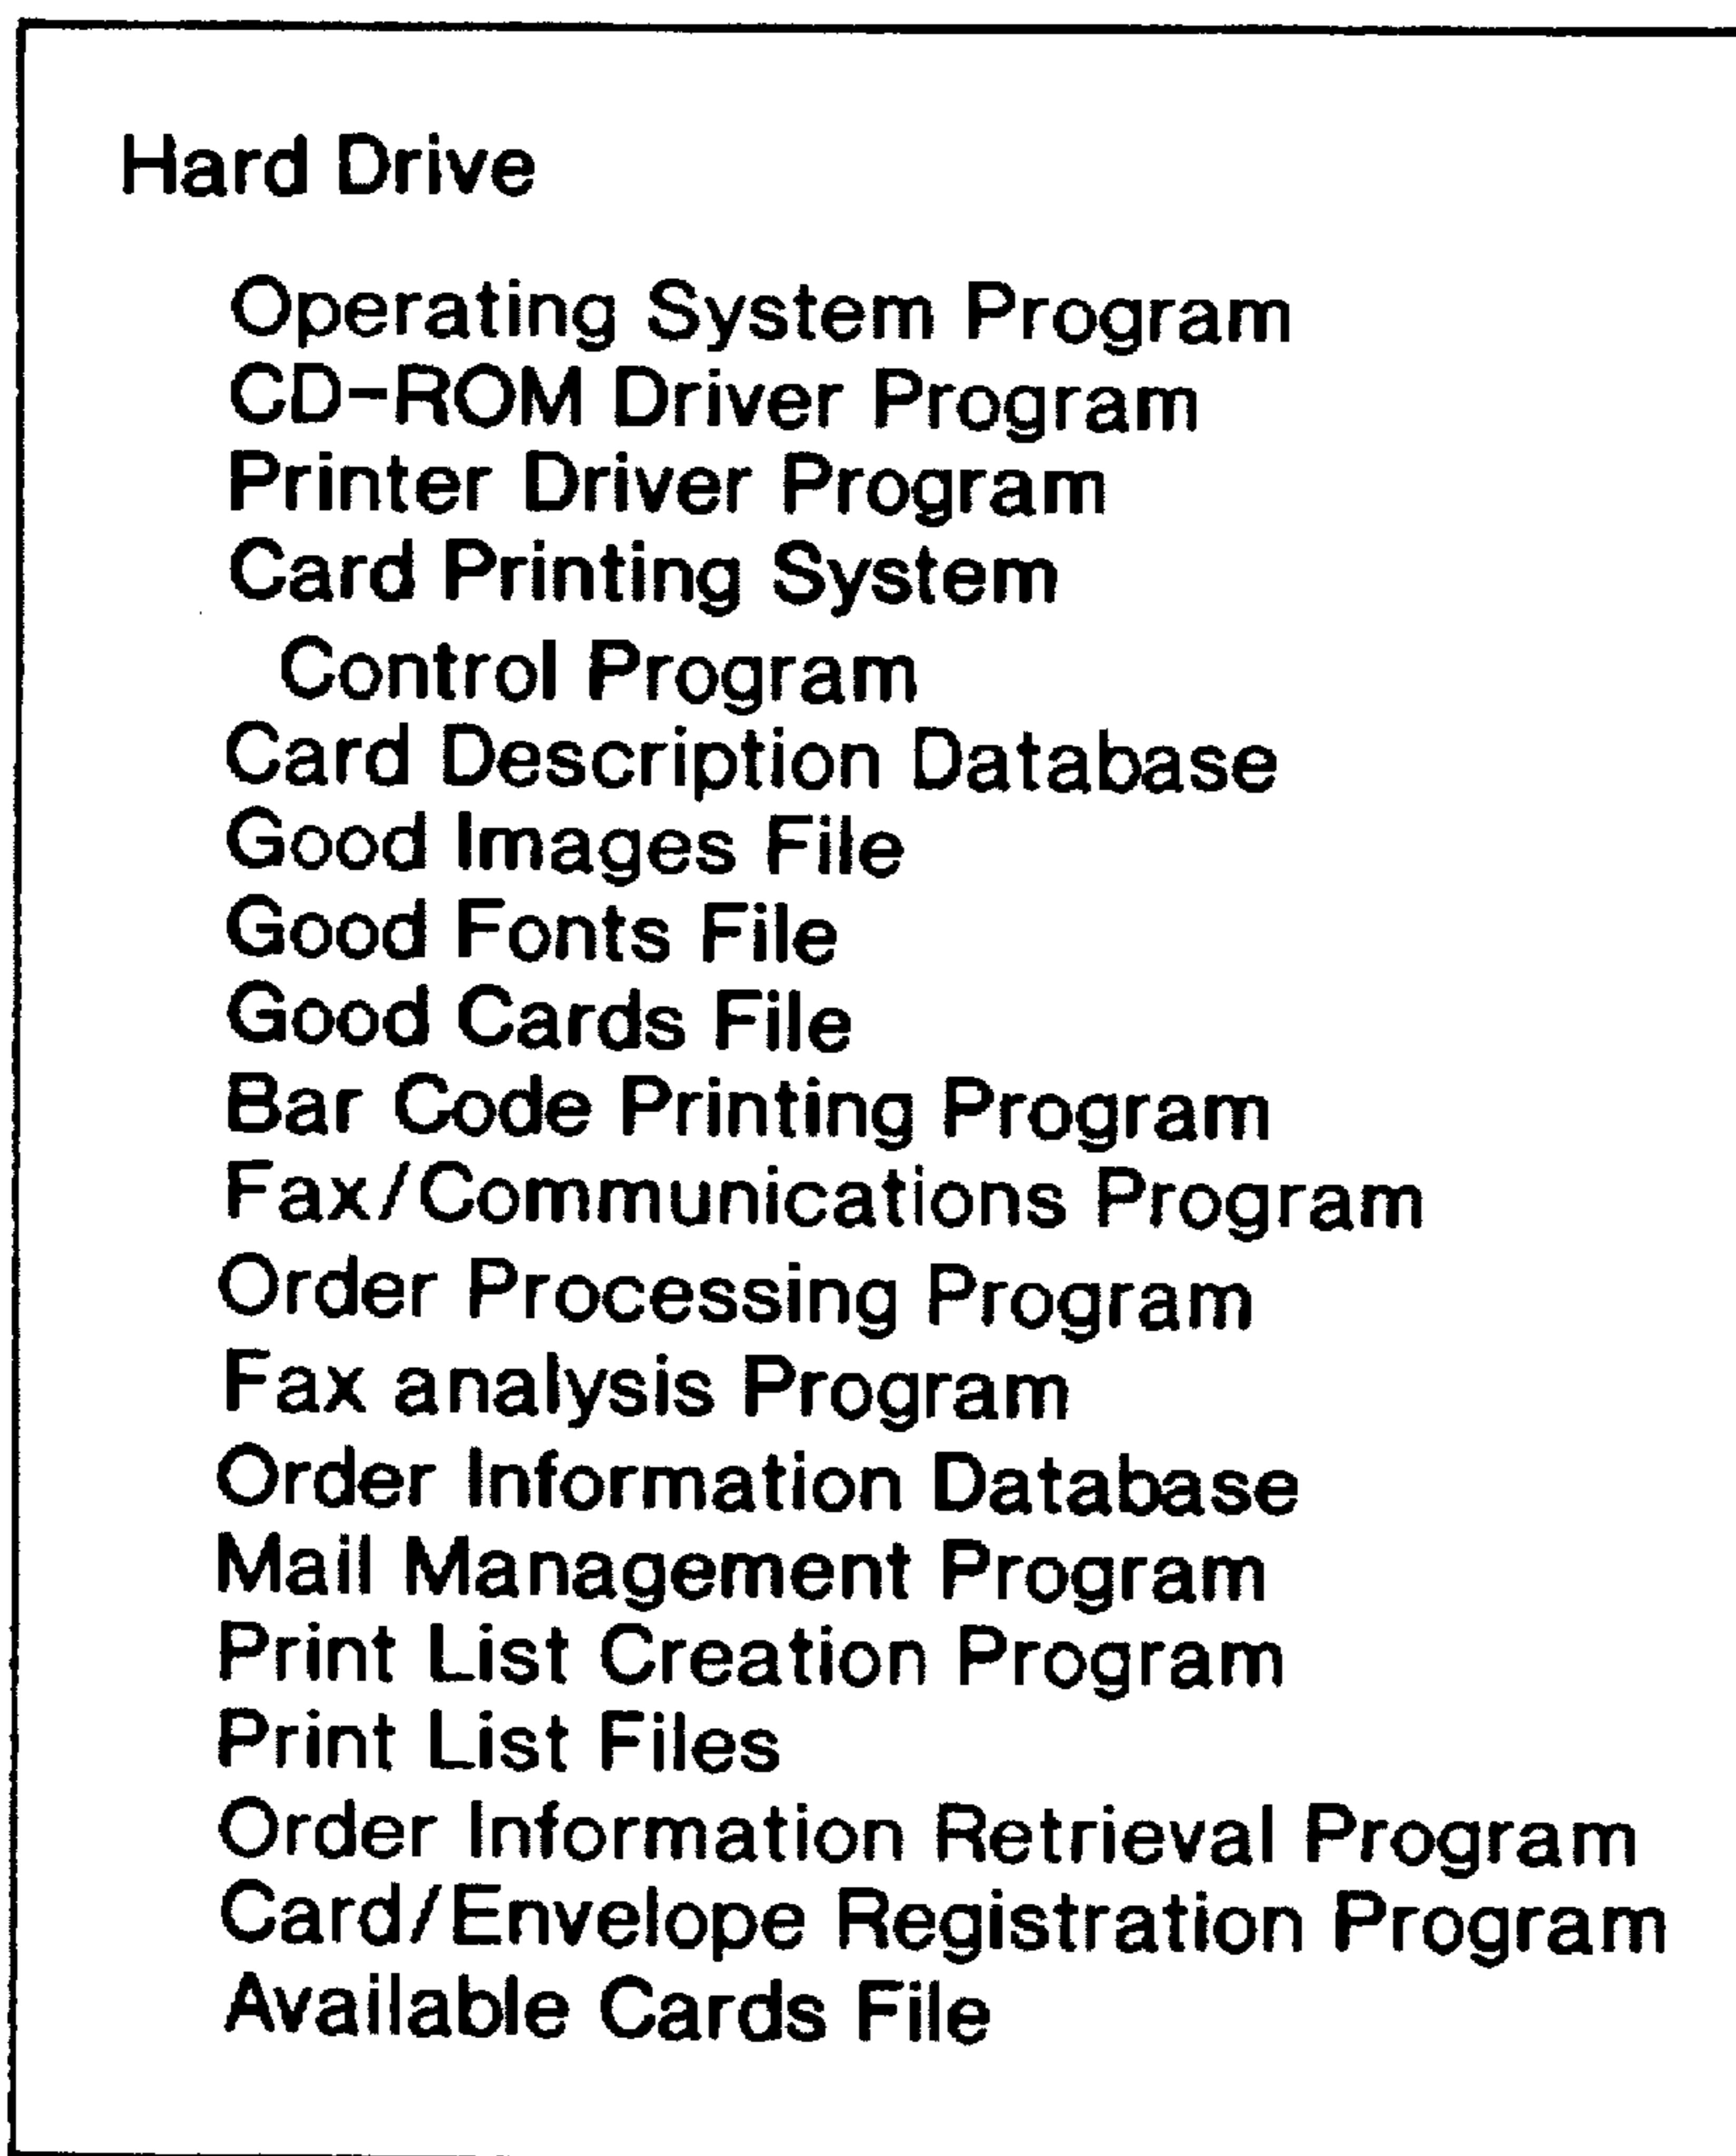 Hard Drive
Operating System Program
CD-ROM Driver Program
Printer Driver Program
Card Printing System
Control Program
Card Description Database
Good Images File
Good Fonts File
Good Cards File
Bar Code Printing Program
Fax/Communications Program
Order Processing Program
Fax analysis Program
Order Information Database
Mail Management Program
Print List Creation Program
Print List Files
Order Information Retrieval Program
Card/Envelope Registration Program
Available Cards File